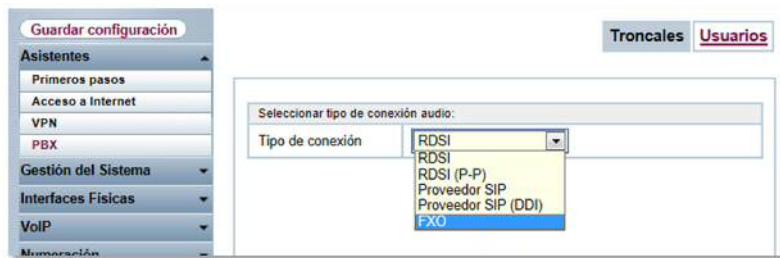 Guardar configuración
Troncales Usuarios
Asistentes
Primeros pasos
Acceso a Internet
VPN
PBX
Gestión del Sistema
Interfaces Físicas
VoIP
Numeración
Seleccionar tipo de conexión audio:
Tipo de conexión RDSI
RDSI
RDSI (P-P)
Proveedor SIP
Proveedor SIP (DDI)
FXO